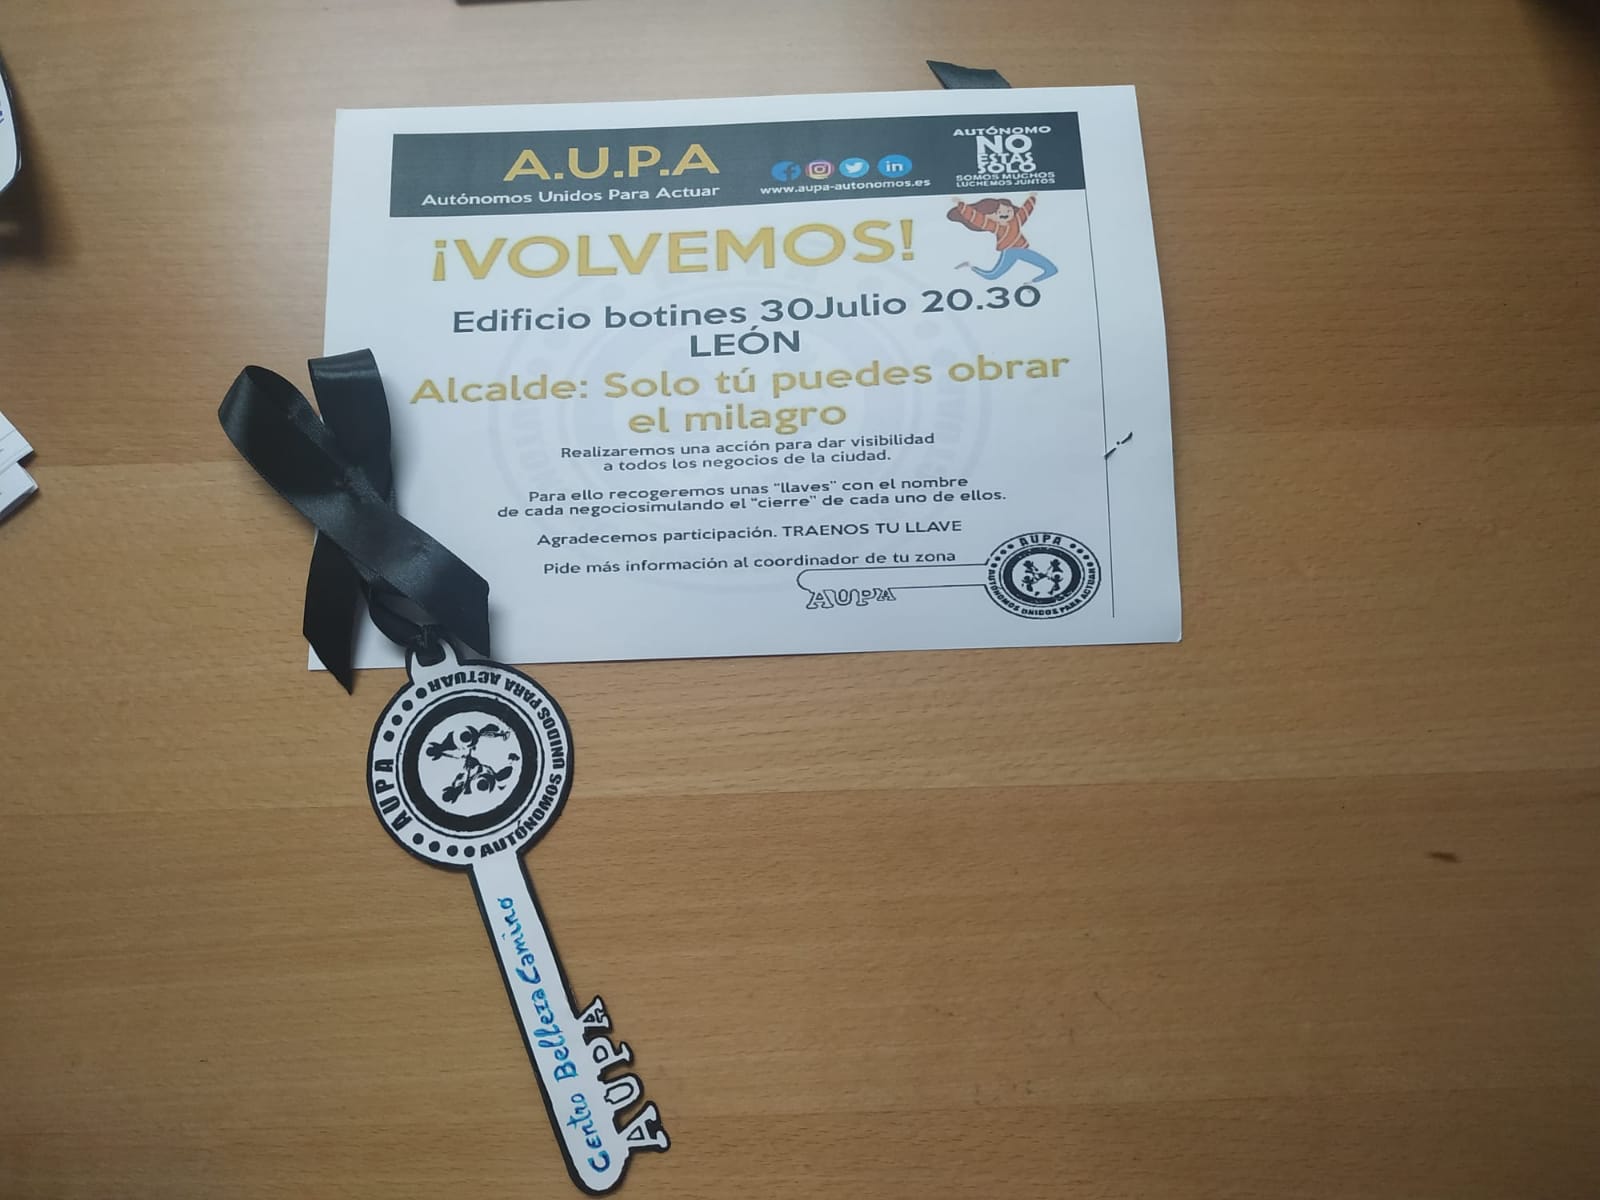 A.U.P.A
Autónomos Unidos Para Actuar
www.aupa-autonomos.es
AUTÓNOMO
NO
ESTAS
SOLO
SOMOS MUCHOS
LUCHEMOS JUNTOS
¡VOLVEMOS!
Edificio botines 30Julio 20.30
LEÓN
Alcalde: Solo tú puedes obrar
el milagro
Realizaremos una acción para dar visibilidad
a todos los negocios de la ciudad.
Para ello recogeremos unas "llaves" con el nombre
de cada negociosimulando el "cierre" de cada uno de ellos.
Agradecemos participación. TRAENOS TU LLAVE
Pide más información al coordinador de tu zona
AUPA
AUPA
AUTÓNOMOS UNIDOS PARA ACTUAR
AUPA
AUTÓNOMOS UNIDOS PARA ACTUAR
Centro Belleza Camino
AUPA